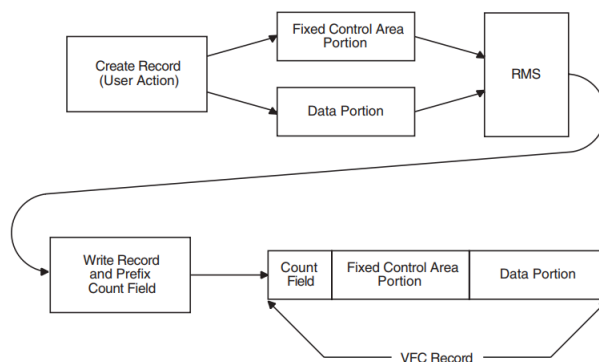 Fixed Control Area
Portion
Create Record
(User Action)
RMS
Data Portion
Write Record
and Prefix
Count Field
Count
Field
Fixed Control Area
Portion
Data Portion
VFC Record